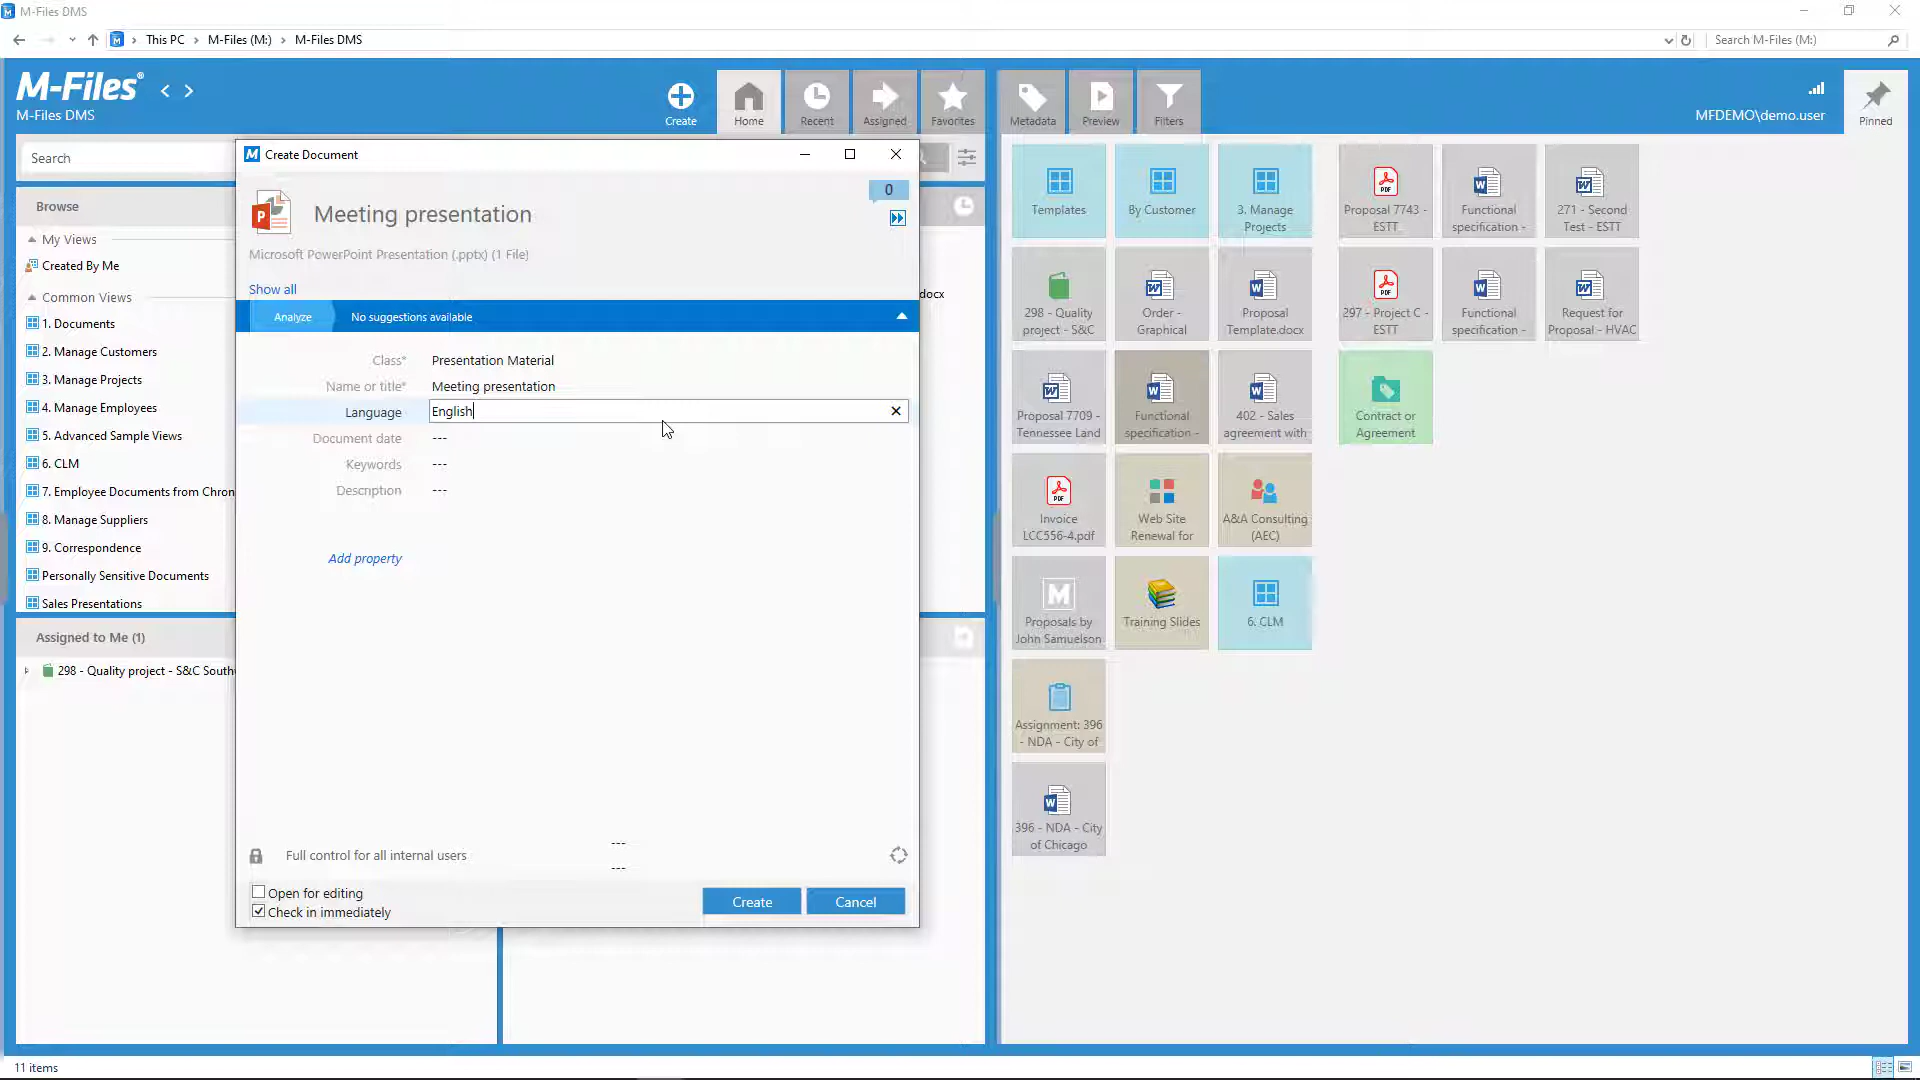 M-Files DMS
This PC > M-Files (M:) > M-Files DMS
Search M-Files (M:)
M-Files®
M-Files DMS
Create
Home
Recent
Assigned
Favorites
Metadata
Preview
Filters
MFDEMO\demo.user
Pinned
Search
Browse
My Views
Created By Me
Common Views
1. Documents
2. Manage Customers
3. Manage Projects
4. Manage Employees
5. Advanced Sample Views
6. CLM
7. Employee Documents from Chron
8. Manage Suppliers
9. Correspondence
Personally Sensitive Documents
Sales Presentations
Assigned to Me (1)
298 - Quality project - S&C Southw
docx
Create Document
0
Meeting presentation
Microsoft PowerPoint Presentation (.pptx) (1 File)
Show all
Analyze
No suggestions available
Class* Presentation Material
Name or title* Meeting presentation
Language English
Document date ---
Keywords ---
Description ---
Add property
Full control for all internal users
---
---
Open for editing
Check in immediately
Create
Cancel
Templates
By Customer
3. Manage
Projects
Proposal 7743 -
ESTT
Functional
specification -
271 - Second
Test - ESTT
298 - Quality
project - S&C
Order -
Graphical
Proposal
Template.docx
297 - Project C -
ESTT
Functional
specification -
Request for
Proposal - HVAC
Proposal 7709 -
Tennessee Land
Functional
specification -
402 - Sales
agreement with
Contract or
Agreement
Invoice
LCC556-4.pdf
Web Site
Renewal for
A&A Consulting
(AEC)
Proposals by
John Samuelson
Training Slides
6. CLM
Assignment: 396
- NDA - City of
396 - NDA - City
of Chicago
11 items